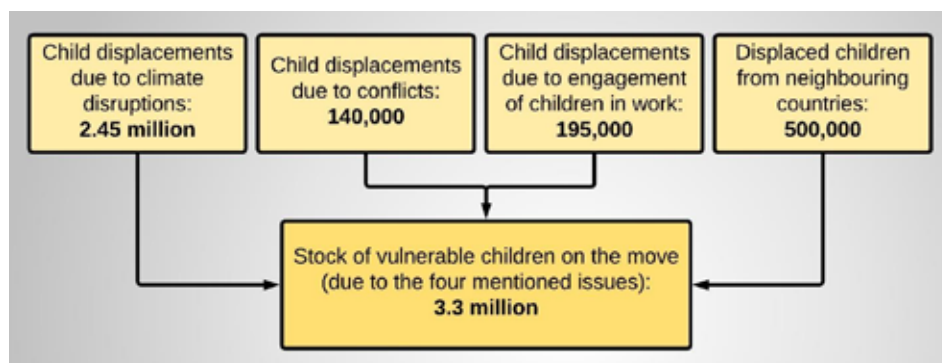 Child displacements
due to climate
disruptions:
2.45 million
Child displacements
due to conflicts:
140,000
Child displacements
due to engagement
of children in work:
195,000
Displaced children
from neighbouring
countries:
500,000
Stock of vulnerable children on the move
(due to the four mentioned issues):
3.3 million